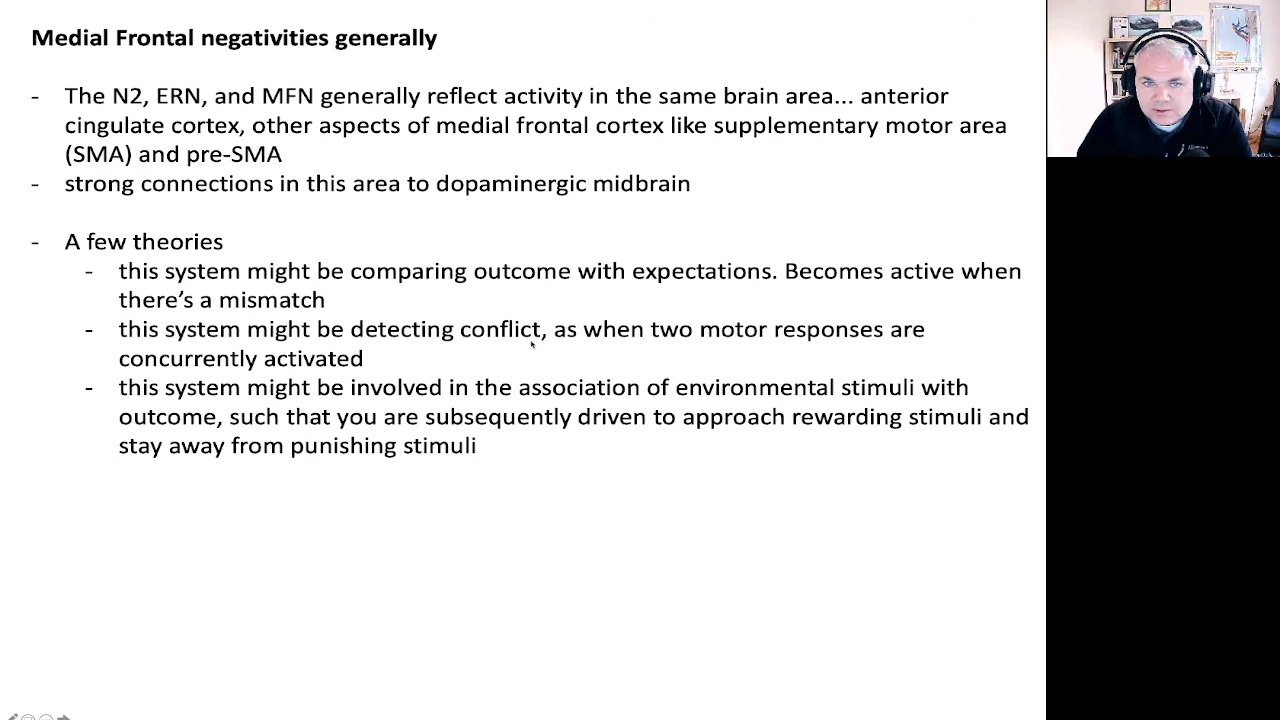 Medial Frontal negativities generally
- The N2, ERN, and MFN generally reflect activity in the same brain area... anterior
cingulate cortex, other aspects of medial frontal cortex like supplementary motor area
(SMA) and pre-SMA
- strong connections in this area to dopaminergic midbrain
- A few theories
- this system might be comparing outcome with expectations. Becomes active when
there’s a mismatch
- this system might be detecting conflict, as when two motor responses are
concurrently activated
- this system might be involved in the association of environmental stimuli with
outcome, such that you are subsequently driven to approach rewarding stimuli and
stay away from punishing stimuli